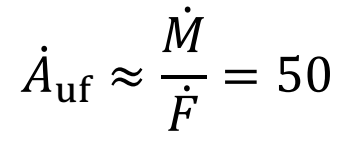 Ȧ_uf ≈ Ṁ / Ḟ = 50